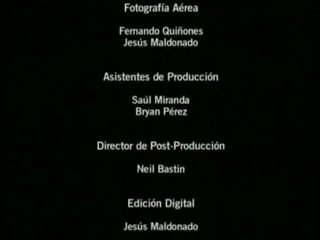 Fotografía Aérea
Fernando Quiñones
Jesús Maldonado
Asistentes de Producción
Saúl Miranda
Bryan Pérez
Director de Post-Producción
Neil Bastin
Edición Digital
Jesús Maldonado